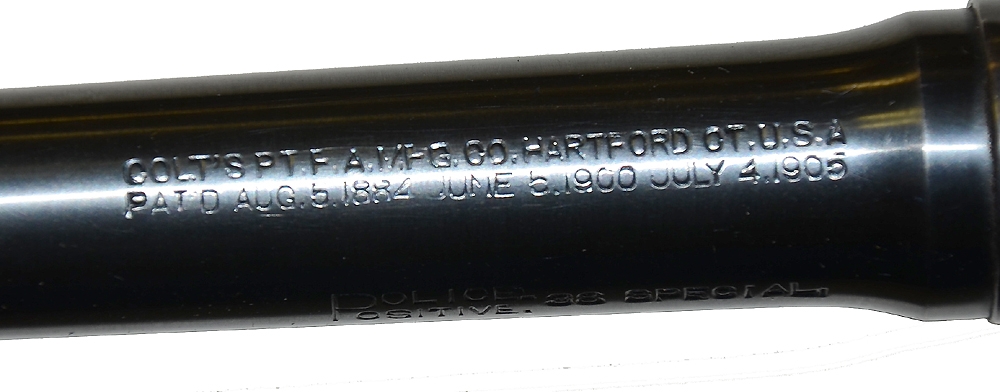 COLT'S PT. F. A. MFG. CO. HARTFORD CT. U.S.A
PAT'D AUG. 5. 1884 JUNE 5. 1900 JULY 4. 1905
POLICE
POSITIVE. 38 SPECIAL